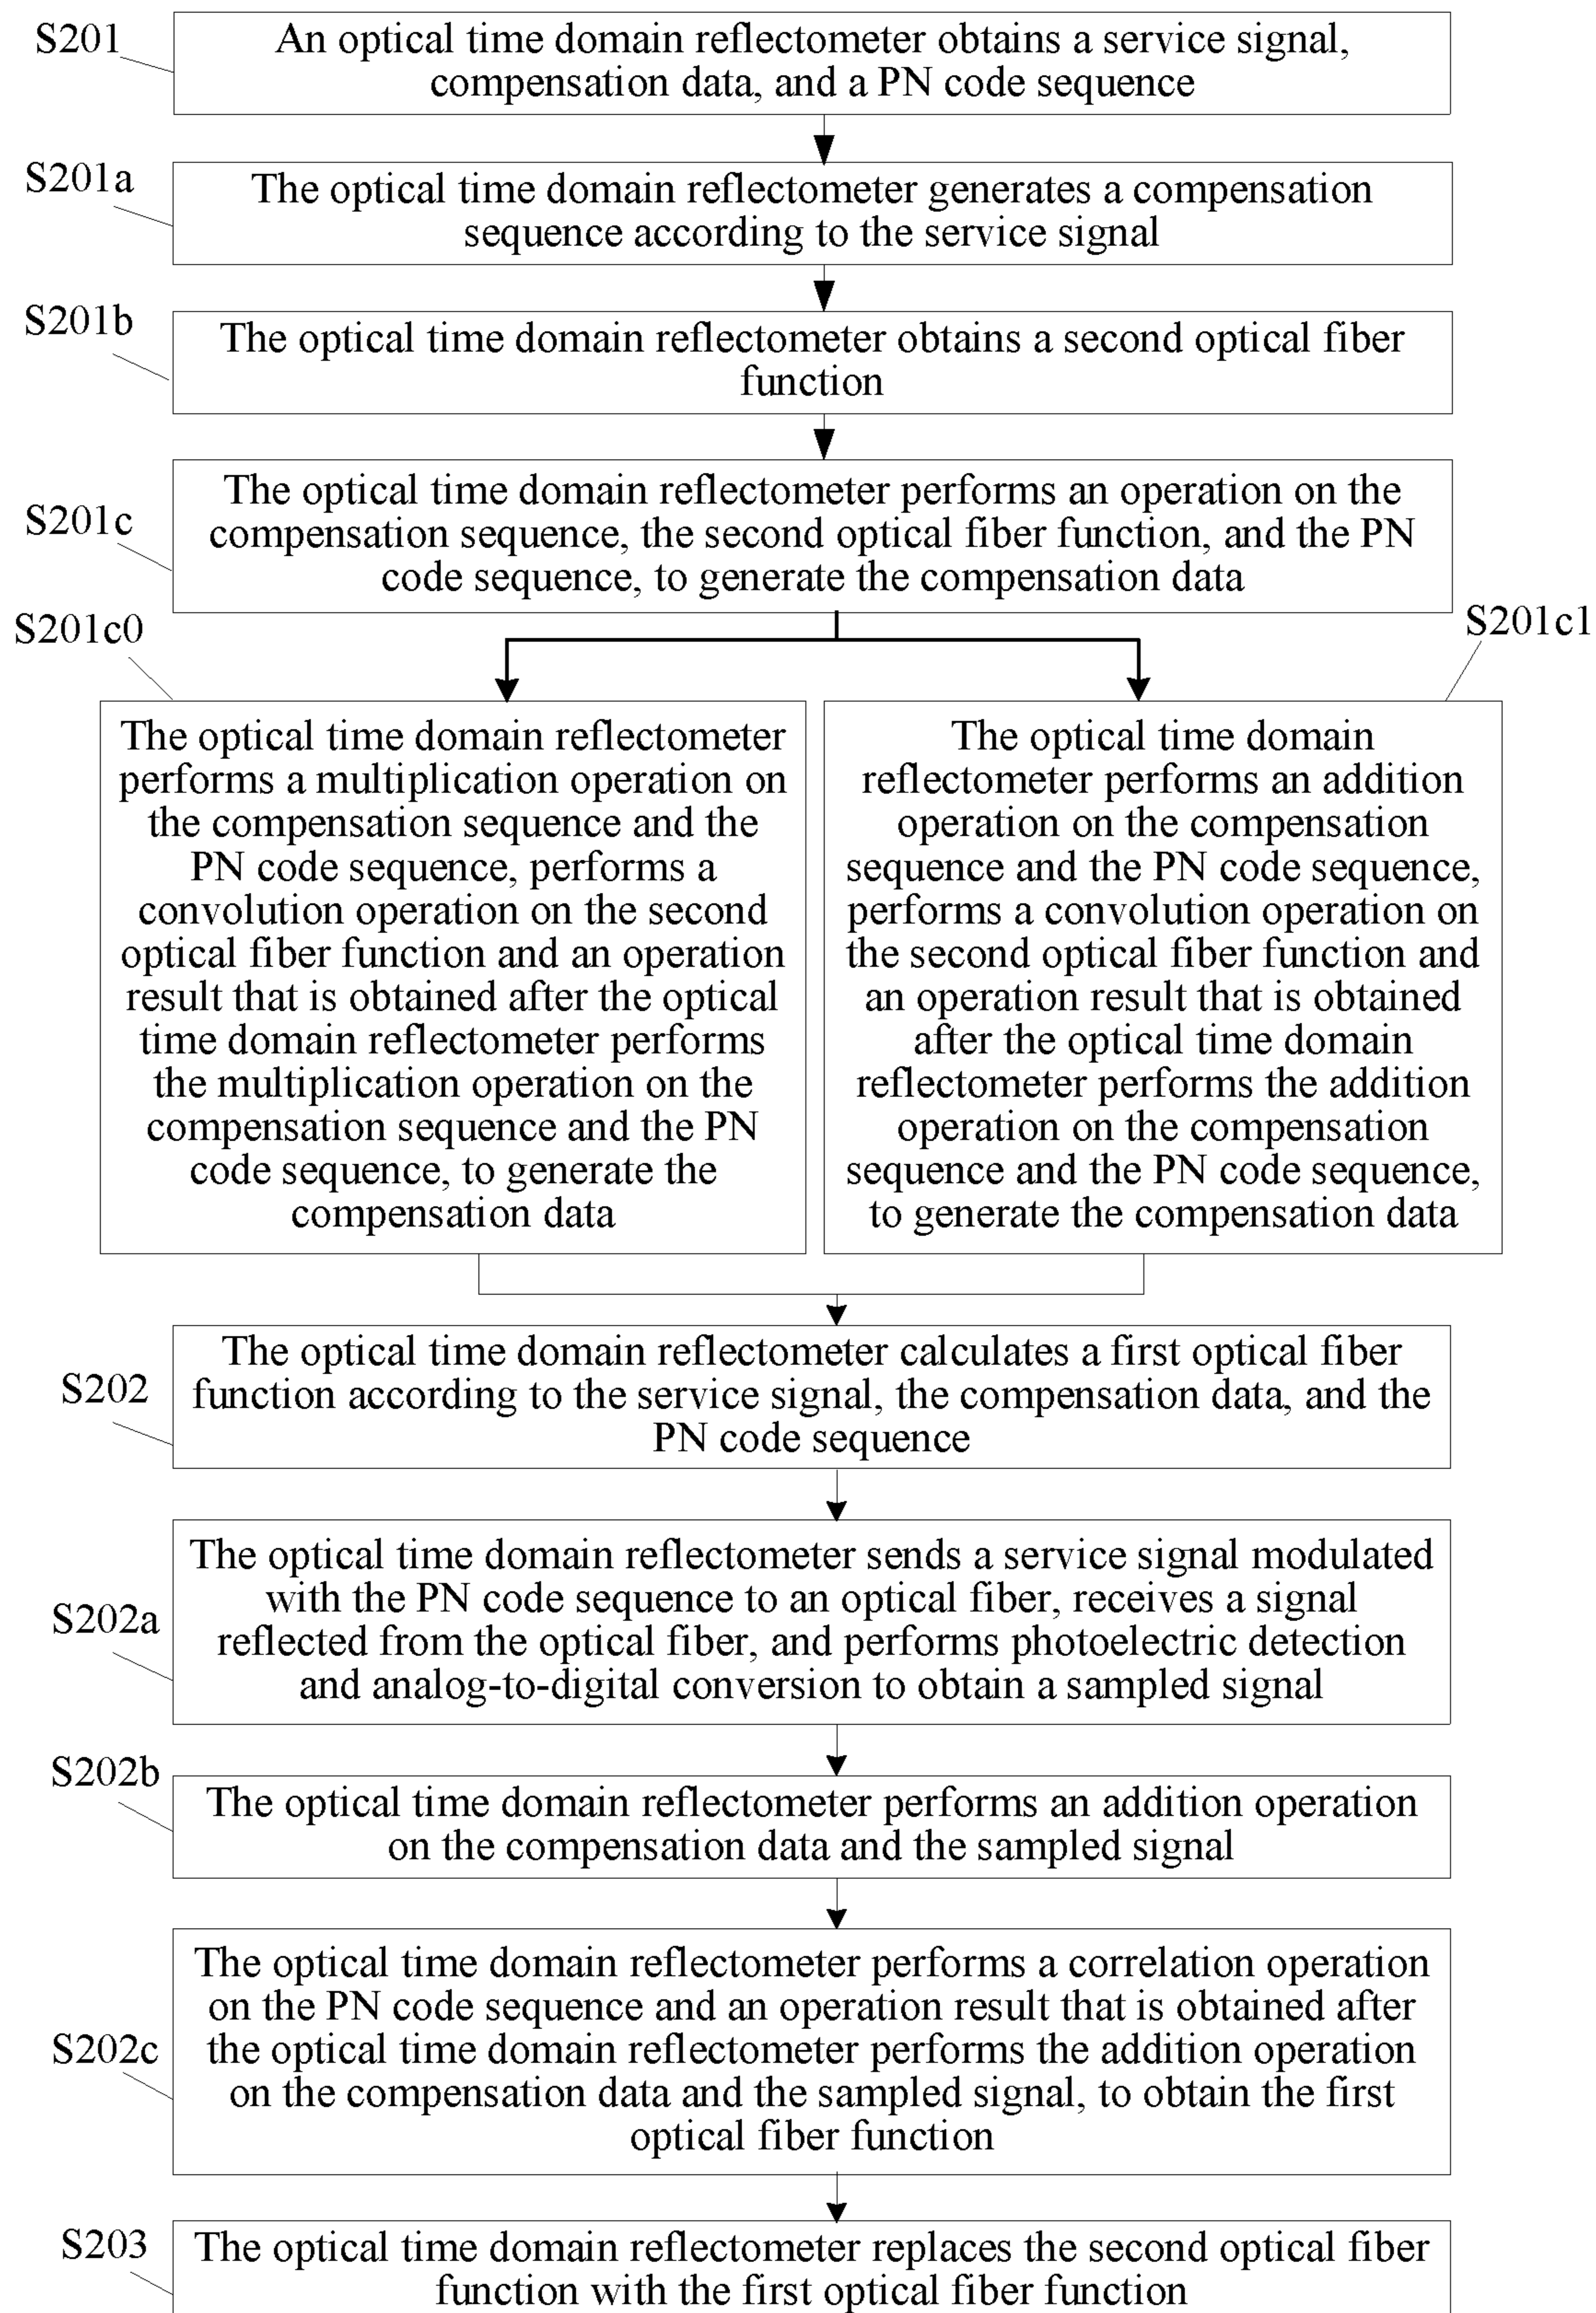 S201
An optical time domain reflectometer obtains a service signal,
compensation data, and a PN code sequence
S201a
The optical time domain reflectometer generates a compensation
sequence according to the service signal
S201b
The optical time domain reflectometer obtains a second optical fiber
function
S201c
The optical time domain reflectometer performs an operation on the
compensation sequence, the second optical fiber function, and the PN
code sequence, to generate the compensation data
S201c0
The optical time domain reflectometer
performs a multiplication operation on
the compensation sequence and the
PN code sequence, performs a
convolution operation on the second
optical fiber function and an operation
result that is obtained after the optical
time domain reflectometer performs
the multiplication operation on the
compensation sequence and the PN
code sequence, to generate the
compensation data
S201c1
The optical time domain
reflectometer performs an addition
operation on the compensation
sequence and the PN code sequence,
performs a convolution operation on
the second optical fiber function and
an operation result that is obtained
after the optical time domain
reflectometer performs the addition
operation on the compensation
sequence and the PN code sequence,
to generate the compensation data
S202
The optical time domain reflectometer calculates a first optical fiber
function according to the service signal, the compensation data, and the
PN code sequence
S202a
The optical time domain reflectometer sends a service signal modulated
with the PN code sequence to an optical fiber, receives a signal
reflected from the optical fiber, and performs photoelectric detection
and analog-to-digital conversion to obtain a sampled signal
S202b
The optical time domain reflectometer performs an addition operation
on the compensation data and the sampled signal
S202c
The optical time domain reflectometer performs a correlation operation
on the PN code sequence and an operation result that is obtained after
the optical time domain reflectometer performs the addition operation
on the compensation data and the sampled signal, to obtain the first
optical fiber function
S203
The optical time domain reflectometer replaces the second optical fiber
function with the first optical fiber function